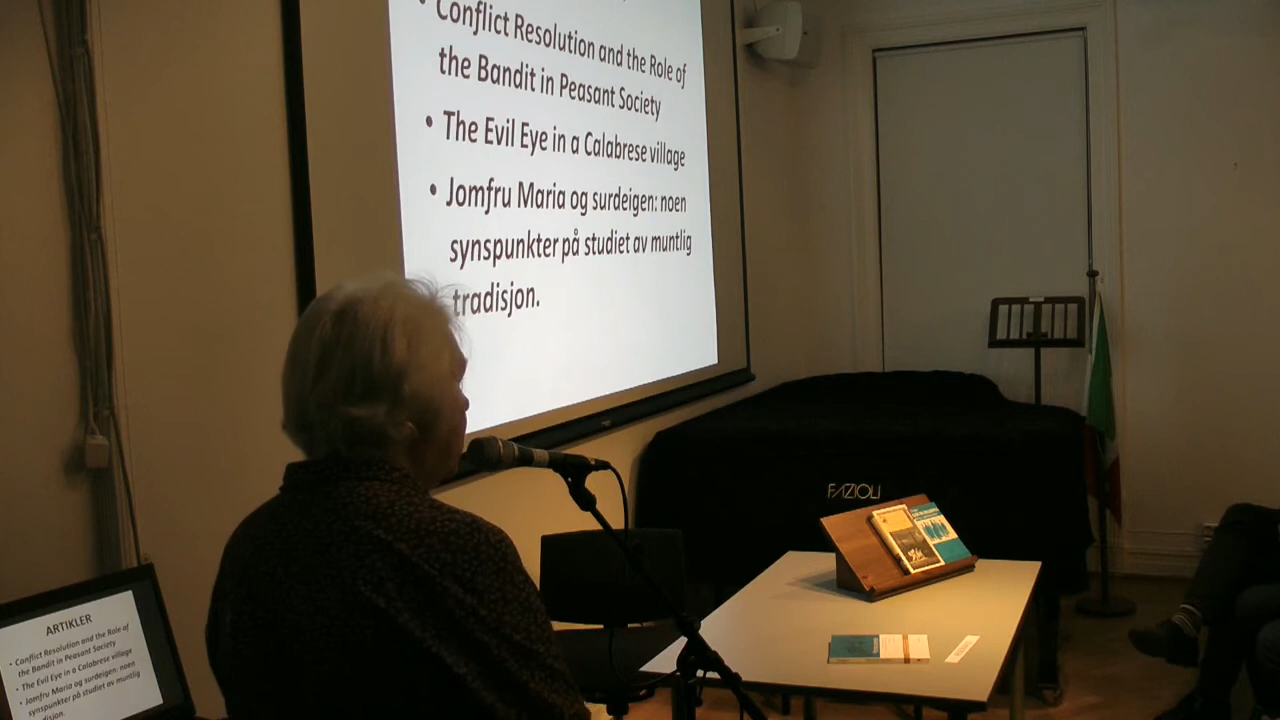 • Conflict Resolution and the Role of
the Bandit in Peasant Society
• The Evil Eye in a Calabrese village
• Jomfru Maria og surdeigen: noen
synspunkter på studiet av muntlig
tradisjon.
FAZIOLI
ARTIKLER
• Conflict Resolution and the Role of
the Bandit in Peasant Society
• The Evil Eye in a Calabrese village
• Jomfru Maria og surdeigen: noen
synspunkter på studiet av muntlig
tradisjon.